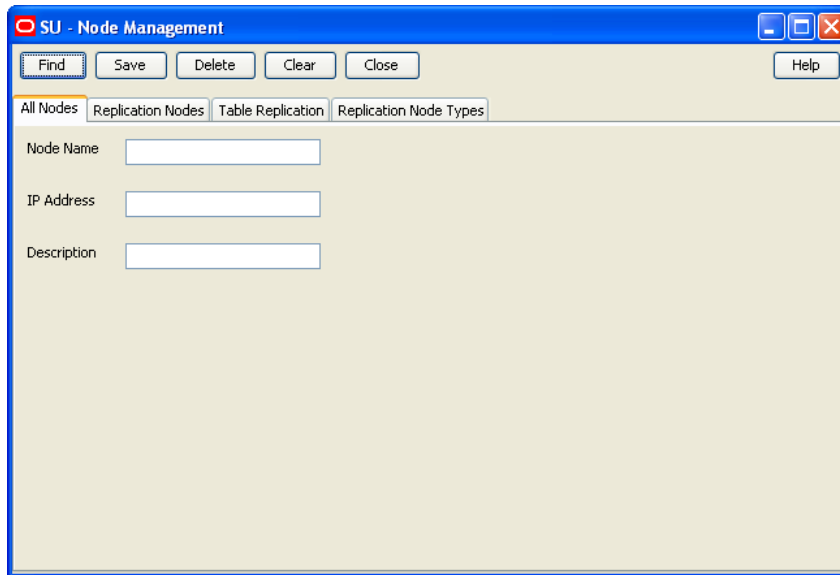 SU - Node Management
Find Save Delete Clear Close Help
All Nodes Replication Nodes Table Replication Replication Node Types
Node Name
IP Address
Description